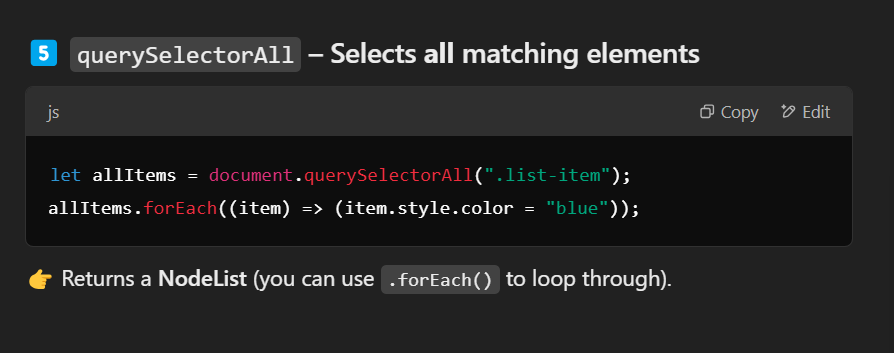 5 querySelectorAll – Selects all matching elements
js Copy Edit
let allItems = document.querySelectorAll(".list-item");
allItems.forEach((item) => (item.style.color = "blue"));
👉 Returns a NodeList (you can use .forEach() to loop through).